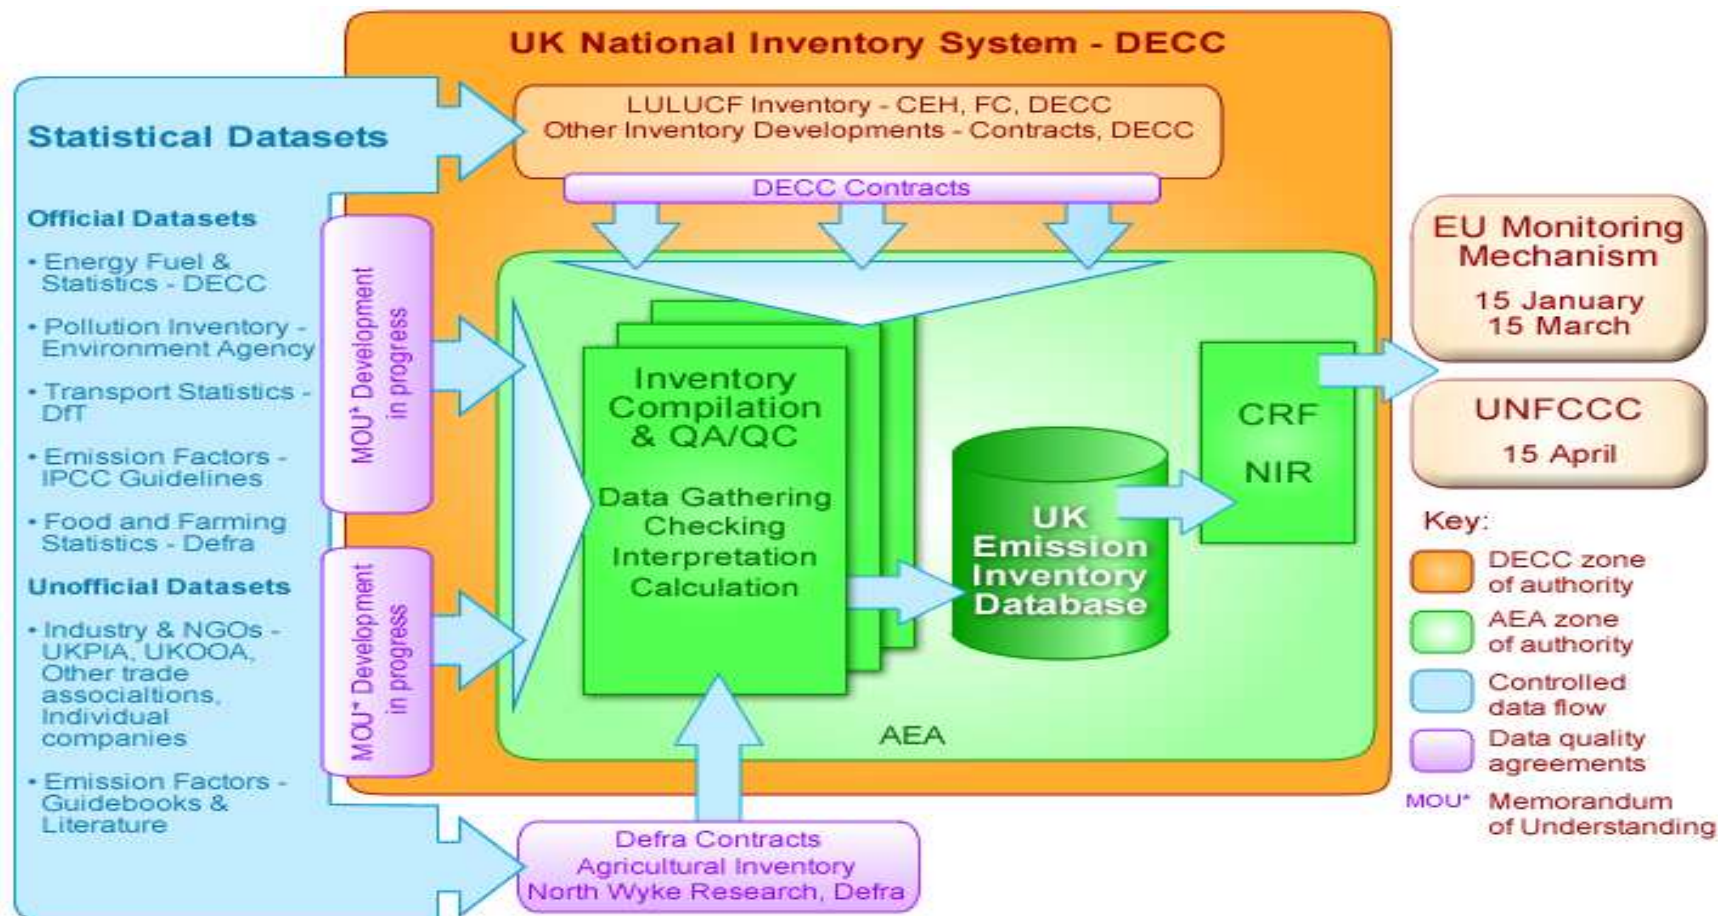 UK National Inventory System - DECC
Statistical Datasets
Official Datasets
• Energy Fuel &
Statistics - DECC
• Pollution Inventory -
Environment Agency
• Transport Statistics -
DfT
• Emission Factors -
IPCC Guidelines
• Food and Farming
Statistics - Defra
Unofficial Datasets
• Industry & NGOs -
UKPIA, UKOOA,
Other trade
associaltions,
Individual
companies
• Emission Factors -
Guidebooks &
Literature
MOU* Development
in progress
MOU* Development
in progress
LULUCF Inventory - CEH, FC, DECC
Other Inventory Developments - Contracts, DECC
DECC Contracts
Inventory
Compilation
& QA/QC
Data Gathering
Checking
Interpretation
Calculation
UK
Emission
Inventory
Database
CRF
NIR
AEA
Defra Contracts
Agricultural Inventory
North Wyke Research, Defra
EU Monitoring
Mechanism
15 January
15 March
UNFCCC
15 April
Key:
DECC zone
of authority
AEA zone
of authority
Controlled
data flow
Data quality
agreements
MOU* Memorandum
of Understanding